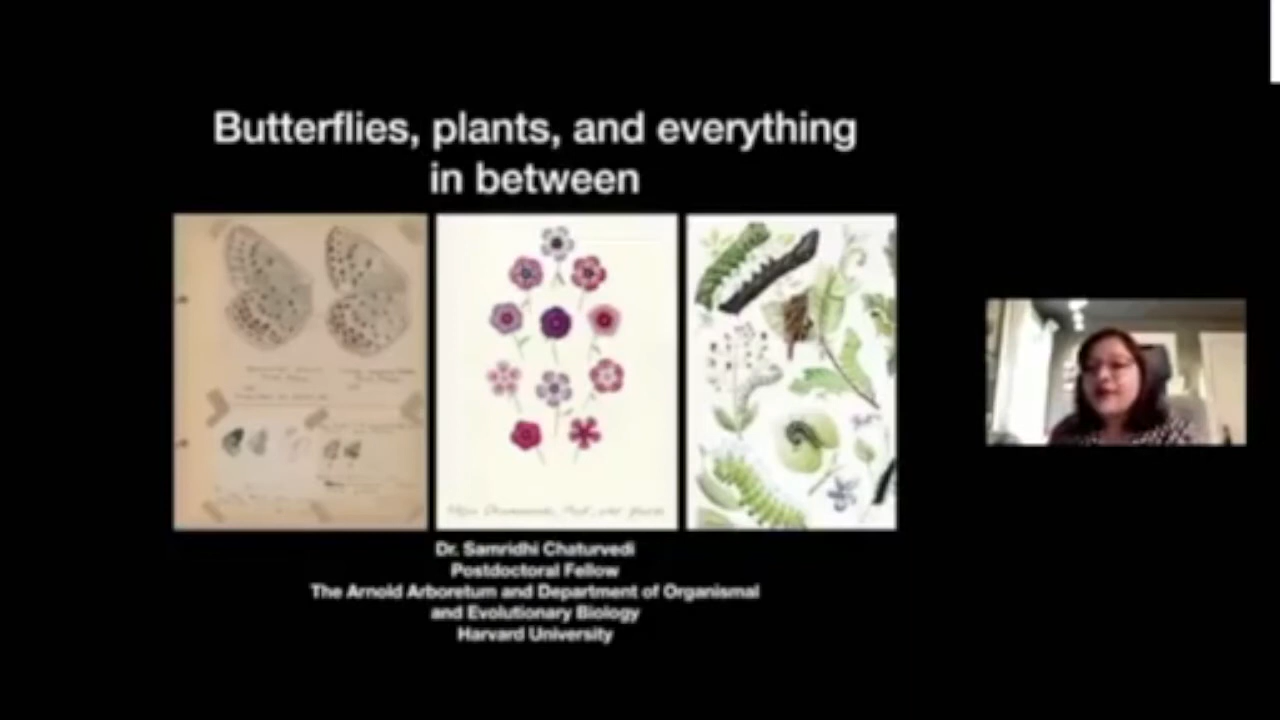 Butterflies, plants, and everything
in between
Dr. Samridhi Chaturvedi
Postdoctoral Fellow
The Arnold Arboretum and Department of Organismal
and Evolutionary Biology
Harvard University